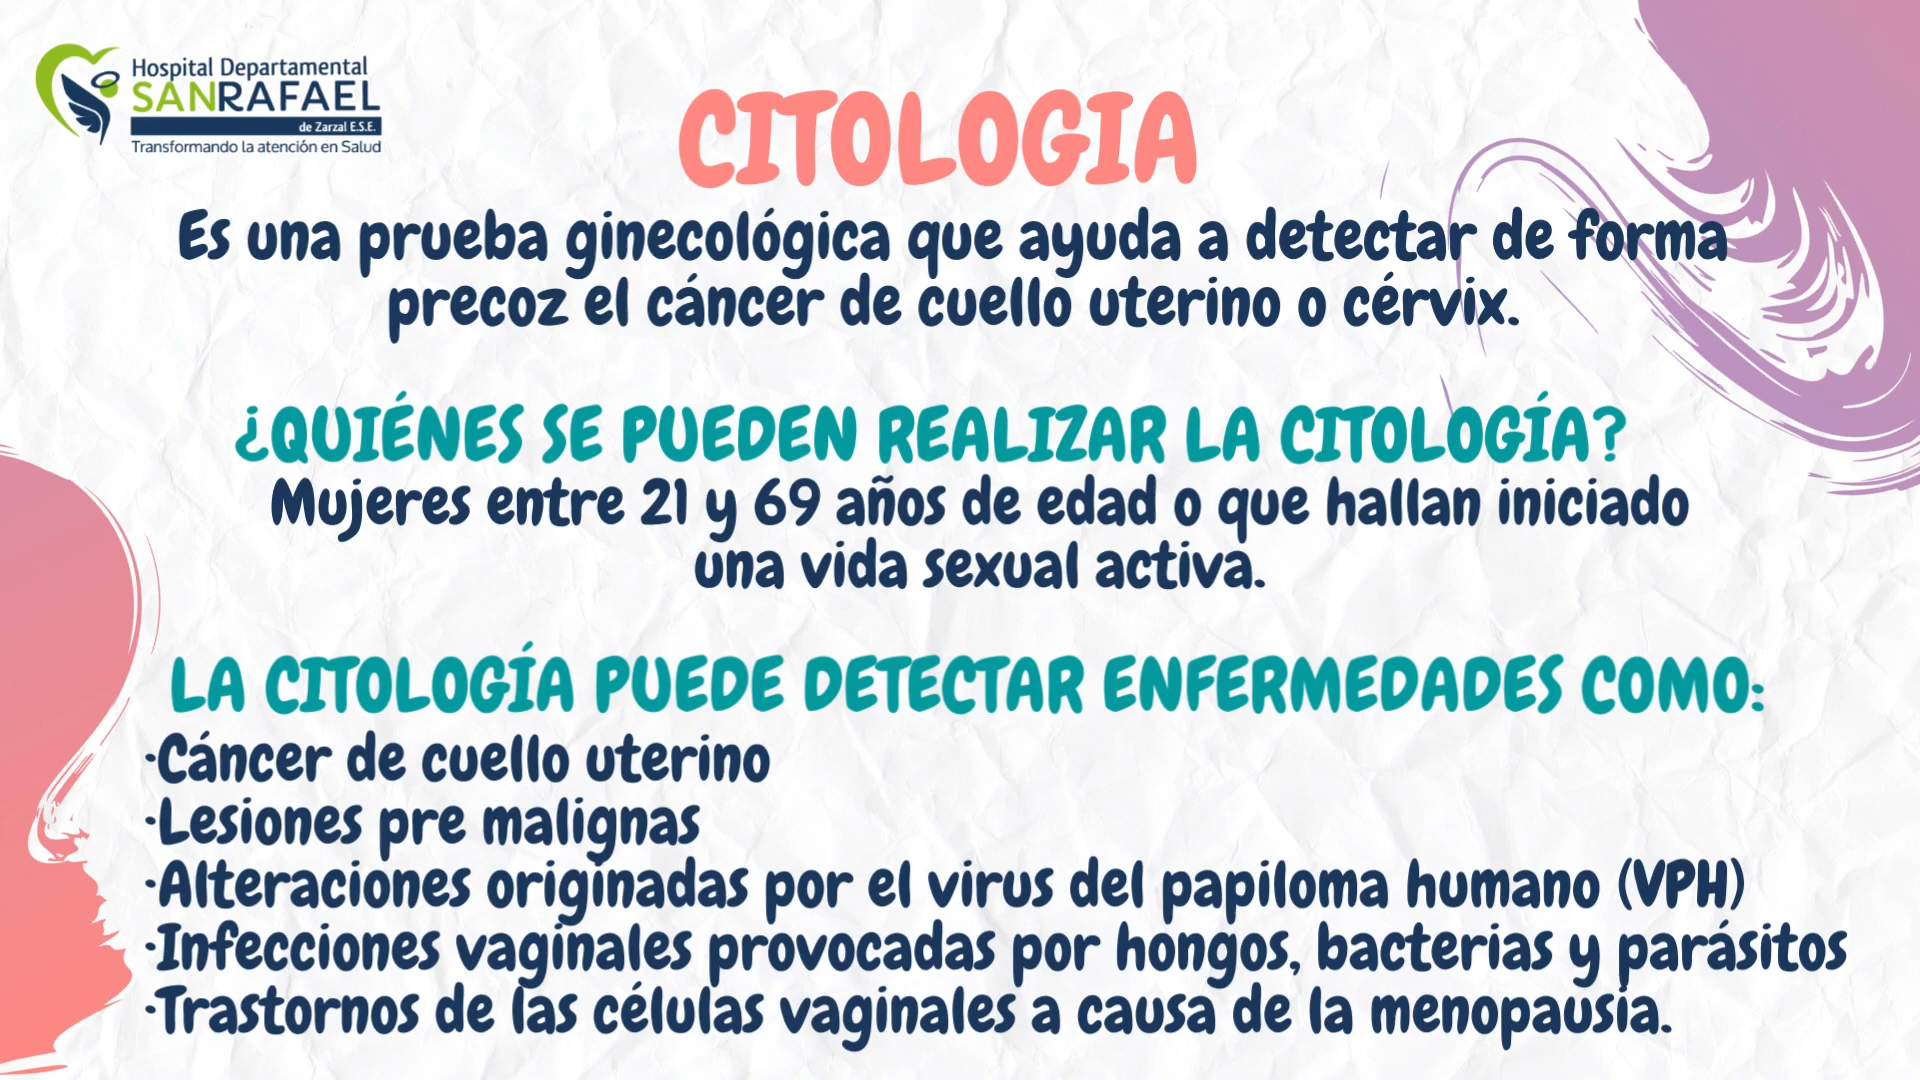 Hospital Departamental
SANRAFAEL
de Zarzal E.S.E.
Transformando la atención en Salud
CITOLOGIA
Es una prueba ginecológica que ayuda a detectar de forma
precoz el cáncer de cuello uterino o cérvix.
¿QUIÉNES SE PUEDEN REALIZAR LA CITOLOGÍA?
Mujeres entre 21 y 69 años de edad o que hallan iniciado
una vida sexual activa.
LA CITOLOGÍA PUEDE DETECTAR ENFERMEDADES COMO:
·Cáncer de cuello uterino
·Lesiones pre malignas
·Alteraciones originadas por el virus del papiloma humano (VPH)
·Infecciones vaginales provocadas por hongos, bacterias y parásitos
·Trastornos de las células vaginales a causa de la menopausia.